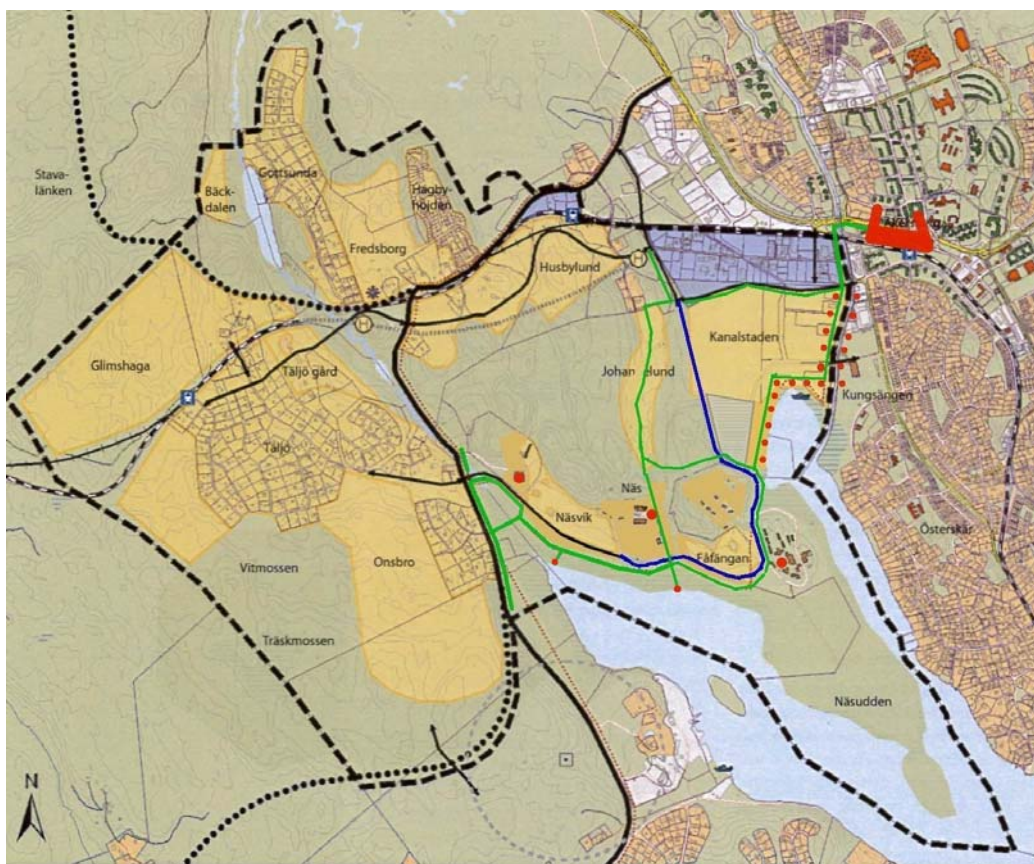 Stava-
länken
Gottsunda
Bäck-
dalen
Hagby-
höjden
Fredsborg
Husbylund
H
H
Glimshaga
Täljö gård
Kanalstaden
Kungsängen
Täljö
Näs
Näsvik
Österskär
Vitmossen
Onsbro
Fåfängan
Träskmossen
Näsudden
N